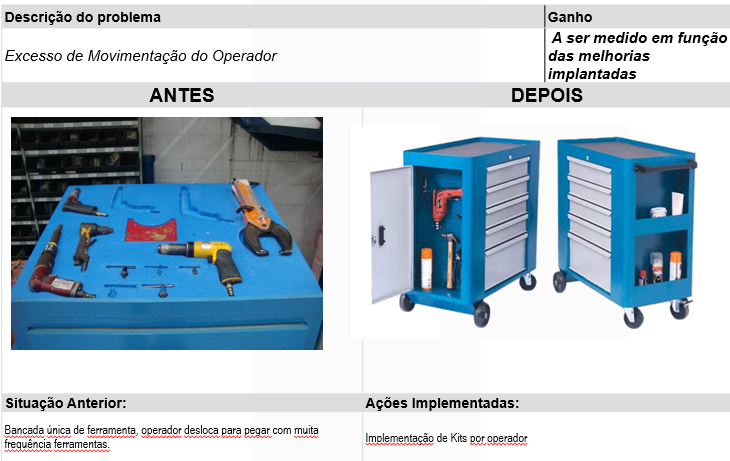 Descrição do problema
Ganho
Excesso de Movimentação do Operador
A ser medido em função
das melhorias
implantadas
ANTES
DEPOIS
Situação Anterior:
Ações Implementadas:
Bancada única de ferramenta, operador desloca para pegar com muita
frequência ferramentas.
Implementação de Kits por operador